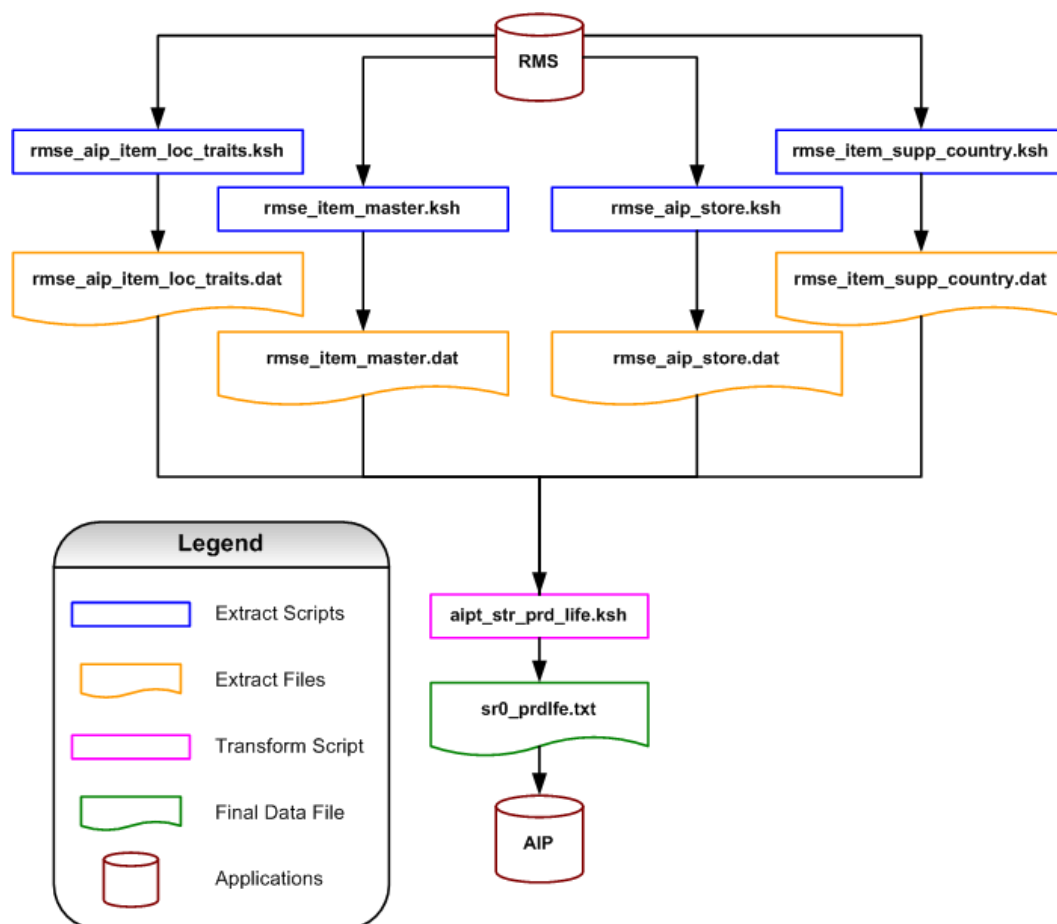 RMS
rmse_aip_item_loc_traits.ksh
rmse_item_supp_country.ksh
rmse_item_master.ksh
rmse_aip_store.ksh
rmse_aip_item_loc_traits.dat
rmse_item_supp_country.dat
rmse_item_master.dat
rmse_aip_store.dat
Legend
Extract Scripts
Extract Files
Transform Script
Final Data File
Applications
aipt_str_prd_life.ksh
sr0_prdlfe.txt
AIP